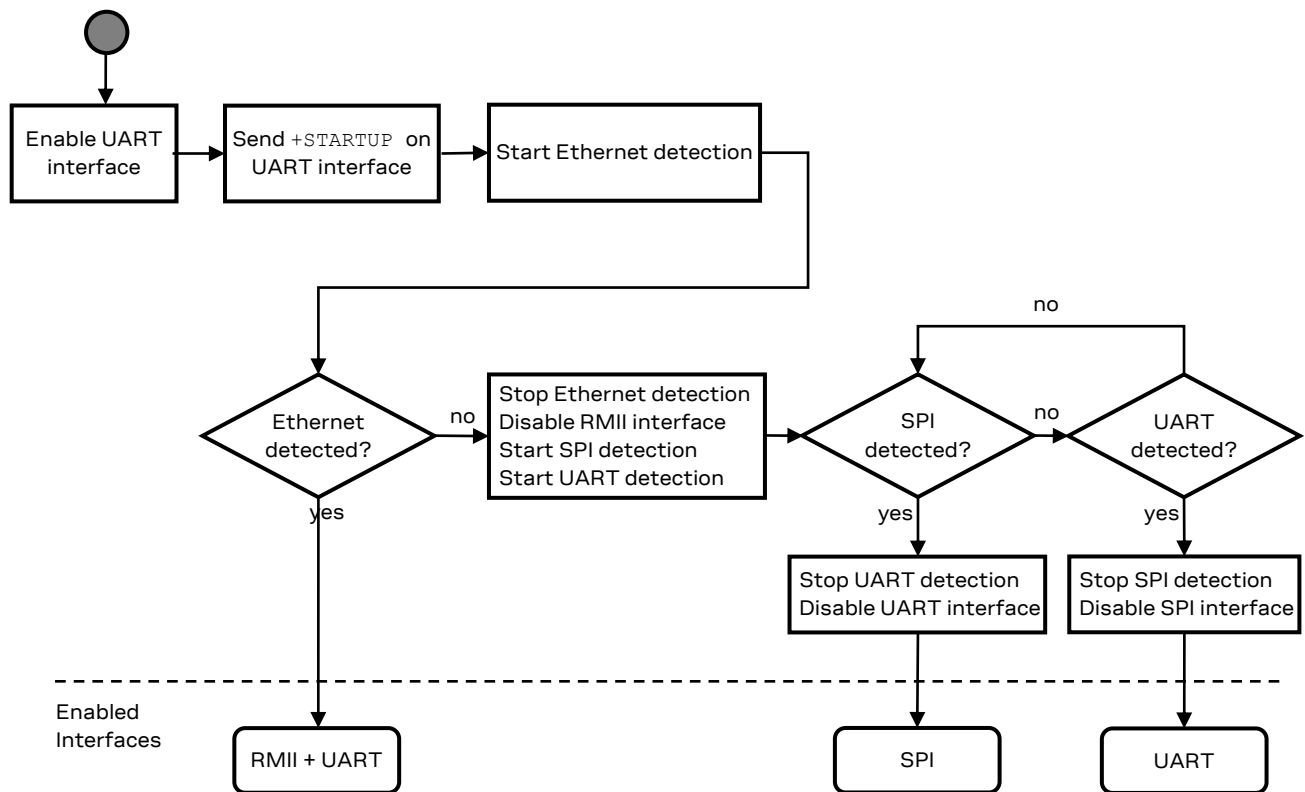 Enable UART
interface
Send +STARTUP on
UART interface
Start Ethernet detection
no
Ethernet
detected?
no
Stop Ethernet detection
Disable RMII interface
Start SPI detection
Start UART detection
SPI
detected?
no
UART
detected?
yes
yes
yes
Stop UART detection
Disable UART interface
Stop SPI detection
Disable SPI interface
Enabled
Interfaces
RMII + UART
SPI
UART